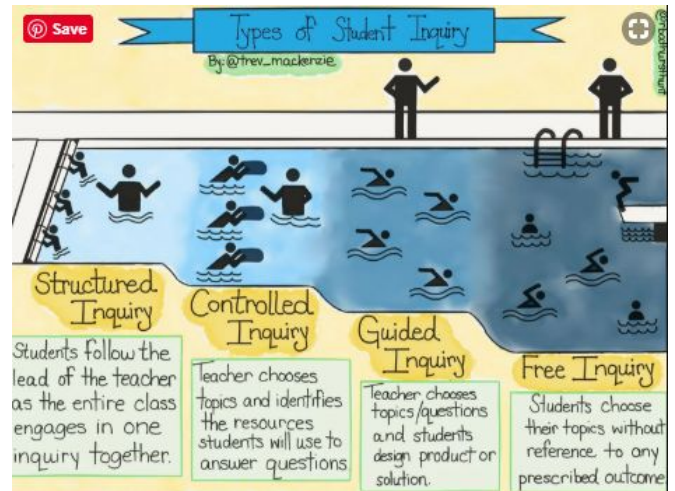 Save
Types of Student Inquiry
By: @trev_mackenzie
Structured
Inquiry
Students follow the
lead of the teacher
as the entire class
engages in one
inquiry together.
Controlled
Inquiry
Teacher chooses
topics and identifies
the resources
students will use to
answer questions
Guided
Inquiry
Teacher chooses
topics/questions
and students
design product or
solution.
Free Inquiry
Students choose
their topics without
reference to any
prescribed outcome